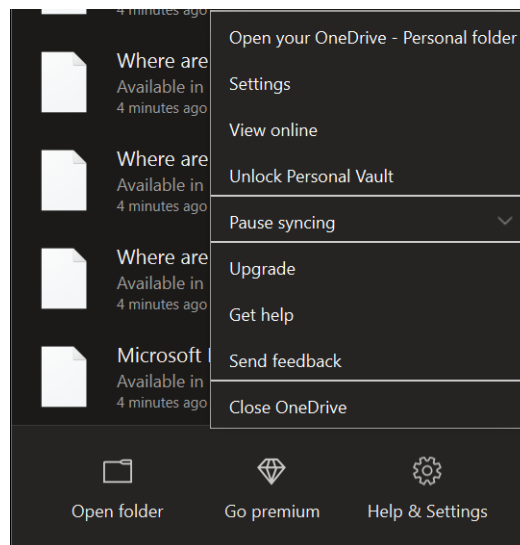 4 minutes ago
Where are
Available in
4 minutes ago
Where are
Available in
4 minutes ago
Where are
Available in
4 minutes ago
Microsoft
Available in
4 minutes ago
Open your OneDrive - Personal folder
Settings
View online
Unlock Personal Vault
Pause syncing
Upgrade
Get help
Send feedback
Close OneDrive
Open folder
Go premium
Help & Settings